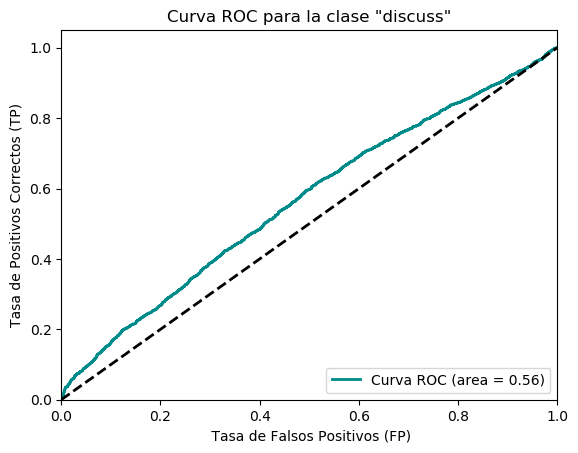 Curva ROC para la clase "discuss"
Tasa de Positivos Correctos (TP)
1.0
0.8
0.6
0.4
0.2
0.0
Curva ROC (area = 0.56)
0.0 0.2 0.4 0.6 0.8 1.0
Tasa de Falsos Positivos (FP)